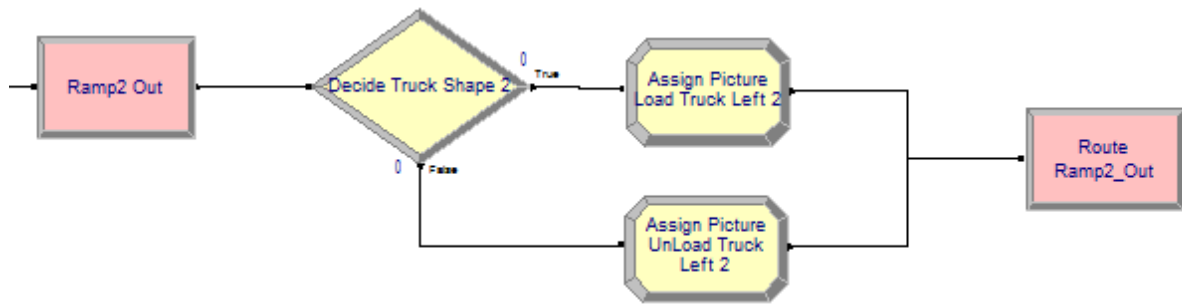 Ramp2 Out
Decide Truck Shape 2
0
True
0
False
Assign Picture
Load Truck Left 2
Assign Picture
UnLoad Truck
Left 2
Route
Ramp2_Out